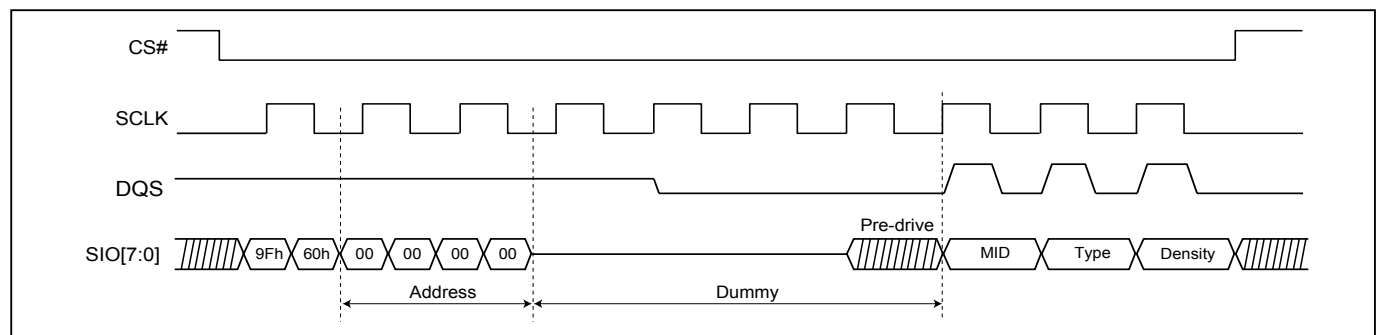 CS#
SCLK
DQS
Pre-drive
SIO[7:0] 9Fh 60h 00 00 00 00 MID Type Density
Address Dummy